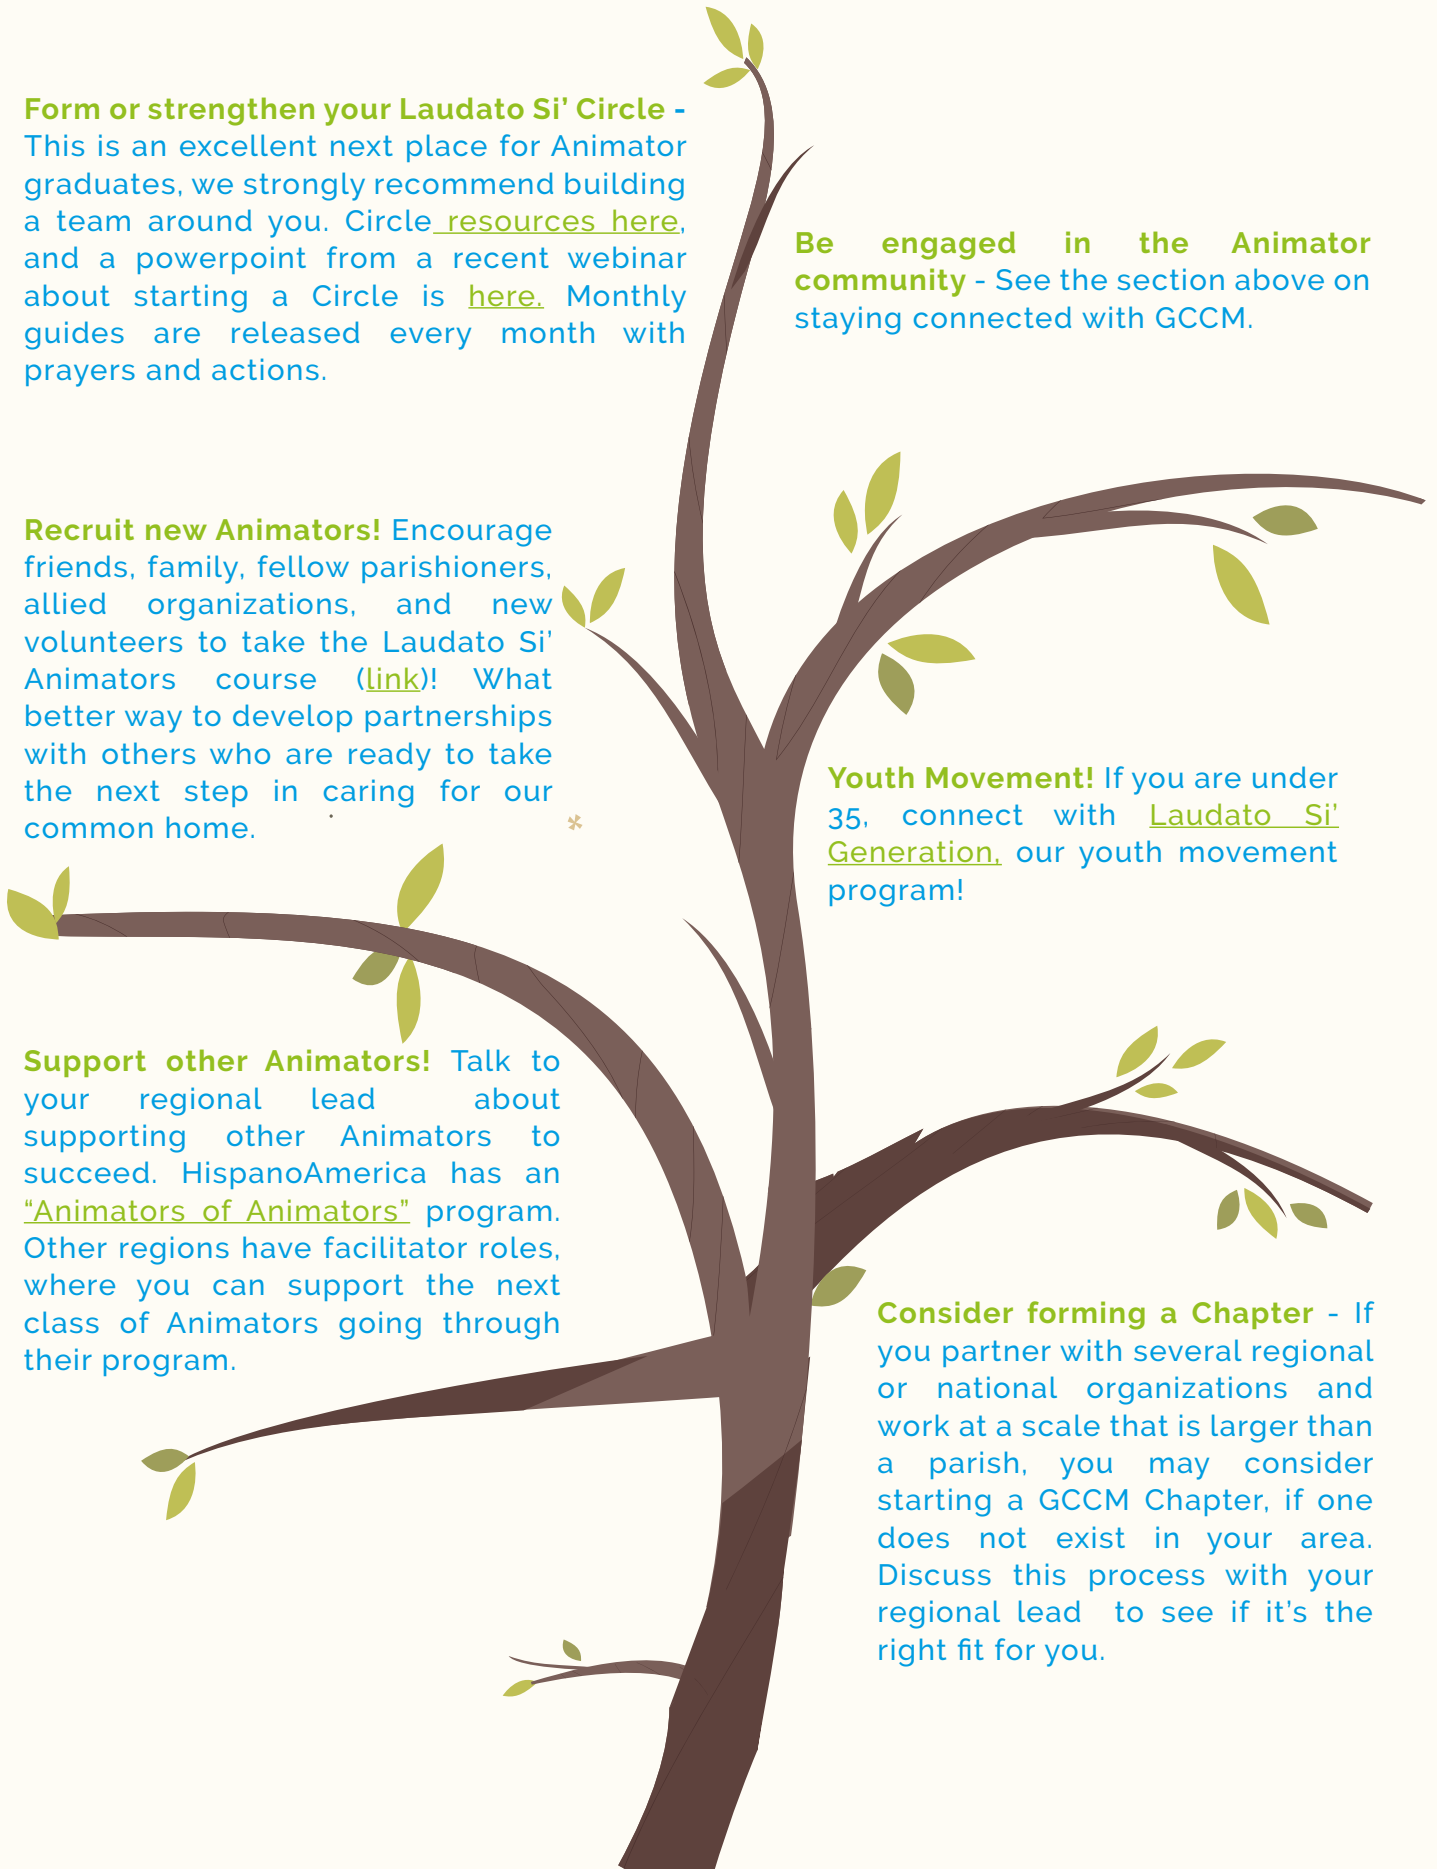 Form or strengthen your Laudato Si’ Circle -
This is an excellent next place for Animator
graduates, we strongly recommend building
a team around you. Circle resources here,
and a powerpoint from a recent webinar
about starting a Circle is here. Monthly
guides are released every month with
prayers and actions.
Be engaged in the Animator
community - See the section above on
staying connected with GCCM.
Recruit new Animators! Encourage
friends, family, fellow parishioners,
allied organizations, and new
volunteers to take the Laudato Si’
Animators course (link)! What
better way to develop partnerships
with others who are ready to take
the next step in caring for our
common home.
Youth Movement! If you are under
35, connect with Laudato Si’
Generation, our youth movement
program!
Support other Animators! Talk to
your regional lead about
supporting other Animators to
succeed. HispanoAmerica has an
“Animators of Animators” program.
Other regions have facilitator roles,
where you can support the next
class of Animators going through
their program.
Consider forming a Chapter - If
you partner with several regional
or national organizations and
work at a scale that is larger than
a parish, you may consider
starting a GCCM Chapter, if one
does not exist in your area.
Discuss this process with your
regional lead to see if it’s the
right fit for you.